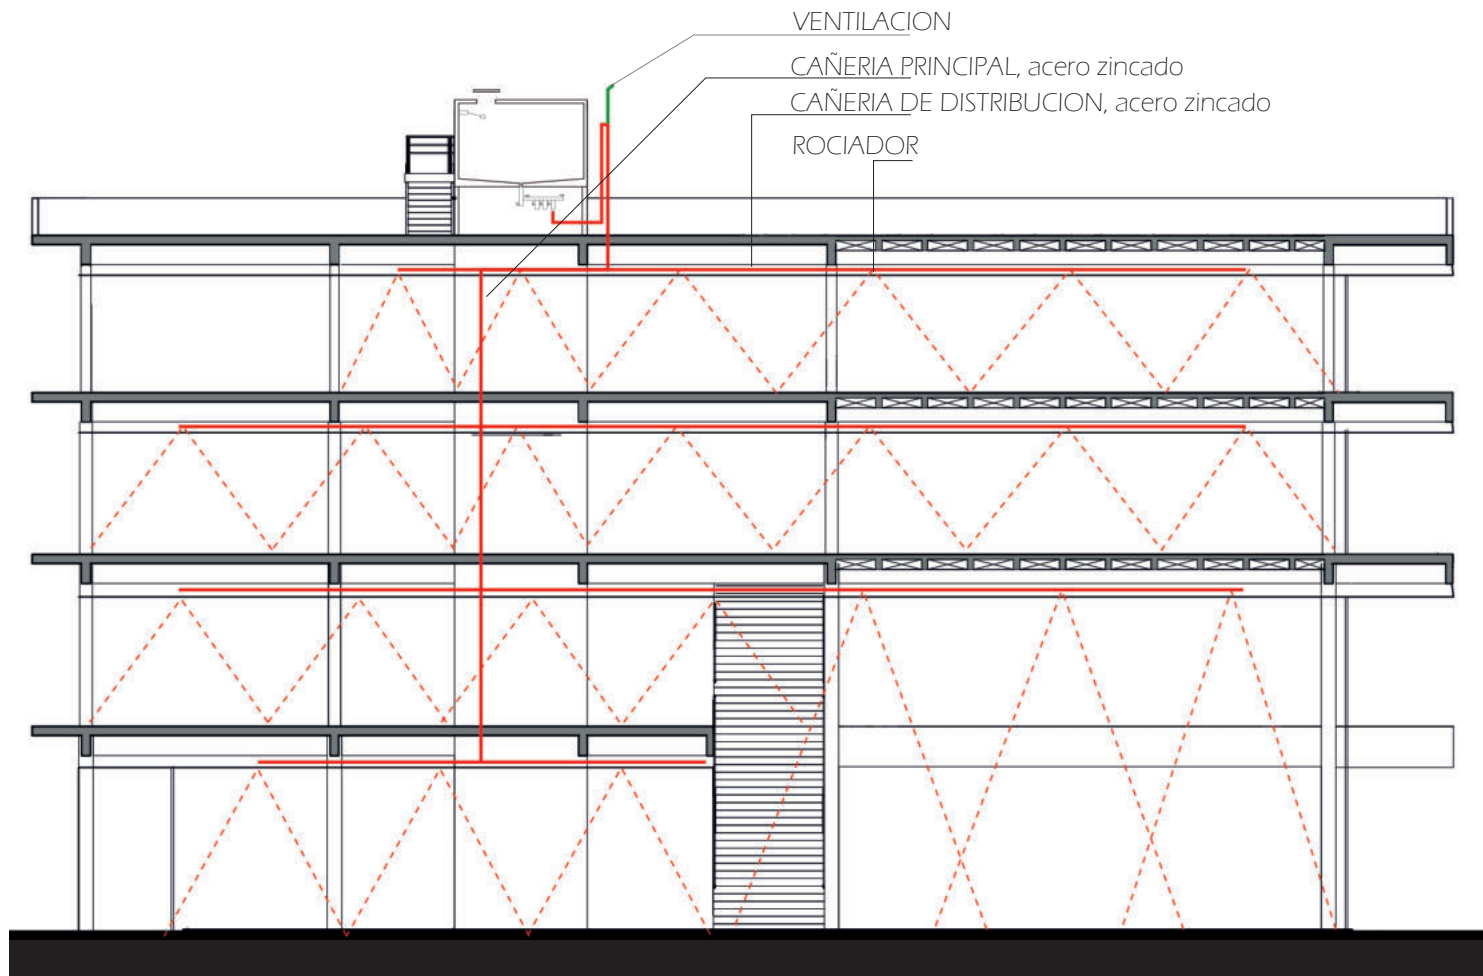 VENTILACION
CAÑERIA PRINCIPAL, acero zincado
CAÑERIA DE DISTRIBUCION, acero zincado
ROCIADOR